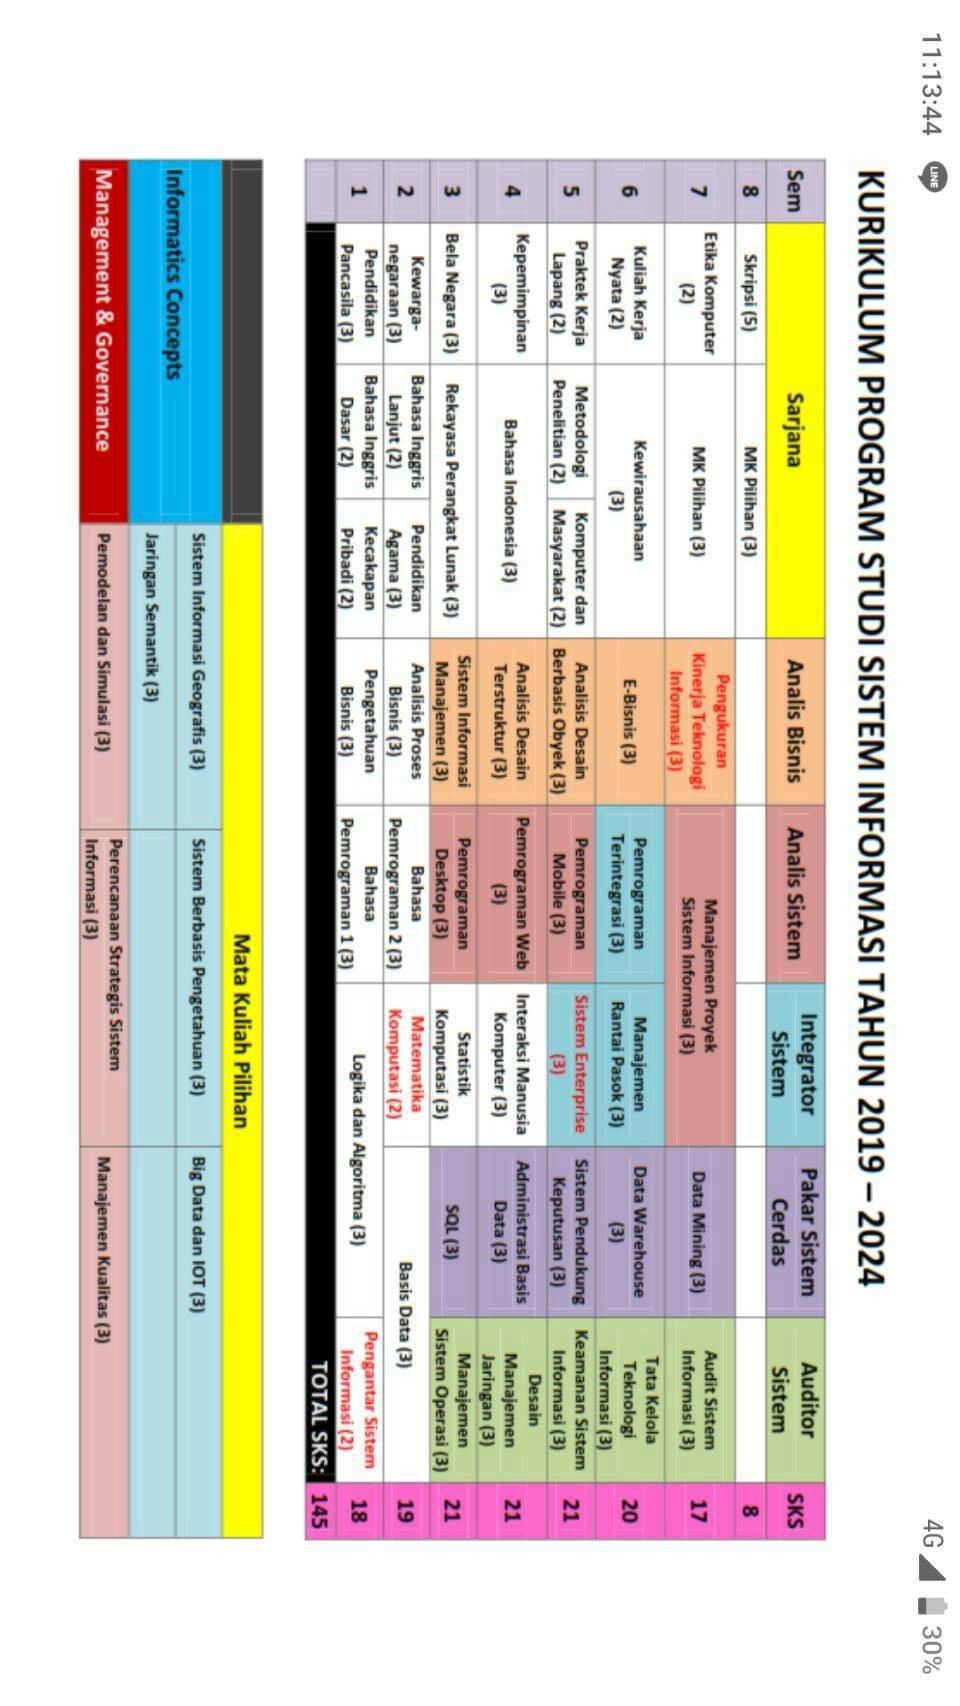 11:13:44
LINE
4G
30%
KURIKULUM PROGRAM STUDI SISTEM INFORMASI TAHUN 2019 – 2024
Sem
Sarjana
Analis Bisnis
Analis Sistem
Integrator
Sistem
Pakar Sistem
Cerdas
Auditor
Sistem
SKS
8
Skripsi (5)
MK Pilihan (3)
8
7
Etika Komputer
(2)
MK Pilihan (3)
Pengukuran
Kinerja Teknologi
Informasi (3)
Manajemen Proyek
Sistem Informasi (3)
Data Mining (3)
Audit Sistem
Informasi (3)
17
6
Kuliah Kerja
Nyata (2)
Kewirausahaan
(3)
E-Bisnis (3)
Pemrograman
Terintegrasi (3)
Manajemen
Rantai Pasok (3)
Data Warehouse
(3)
Tata Kelola
Teknologi
Informasi (3)
20
5
Praktek Kerja
Lapang (2)
Metodologi
Penelitian (2)
Komputer dan
Masyarakat (2)
Analisis Desain
Berbasis Obyek (3)
Pemrograman
Mobile (3)
Sistem Enterprise
(3)
Sistem Pendukung
Keputusan (3)
Keamanan Sistem
Informasi (3)
21
4
Kepemimpinan
(3)
Bahasa Indonesia (3)
Analisis Desain
Terstruktur (3)
Pemrograman Web
(3)
Interaksi Manusia
Komputer (3)
Administrasi Basis
Data (3)
Desain
Manajemen
Jaringan (3)
21
3
Bela Negara (3)
Rekayasa Perangkat Lunak (3)
Sistem Informasi
Manajemen (3)
Pemrograman
Desktop (3)
Statistik
Komputasi (3)
SQL (3)
Manajemen
Sistem Operasi (3)
21
2
Kewarga-
negaraan (3)
Bahasa Inggris
Lanjut (2)
Pendidikan
Agama (3)
Analisis Proses
Bisnis (3)
Bahasa
Pemrograman 2 (3)
Matematika
Komputasi (2)
Basis Data (3)
19
1
Pendidikan
Pancasila (3)
Bahasa Inggris
Dasar (2)
Kecakapan
Pribadi (2)
Pengetahuan
Bisnis (3)
Bahasa
Pemrograman 1 (3)
Logika dan Algoritma (3)
Pengantar Sistem
Informasi (2)
18
TOTAL SKS:
145
Mata Kuliah Pilihan
Informatics Concepts
Sistem Informasi Geografis (3)
Sistem Berbasis Pengetahuan (3)
Big Data dan IOT (3)
Jaringan Semantik (3)
Management & Governance
Pemodelan dan Simulasi (3)
Perencanaan Strategis Sistem
Informasi (3)
Manajemen Kualitas (3)